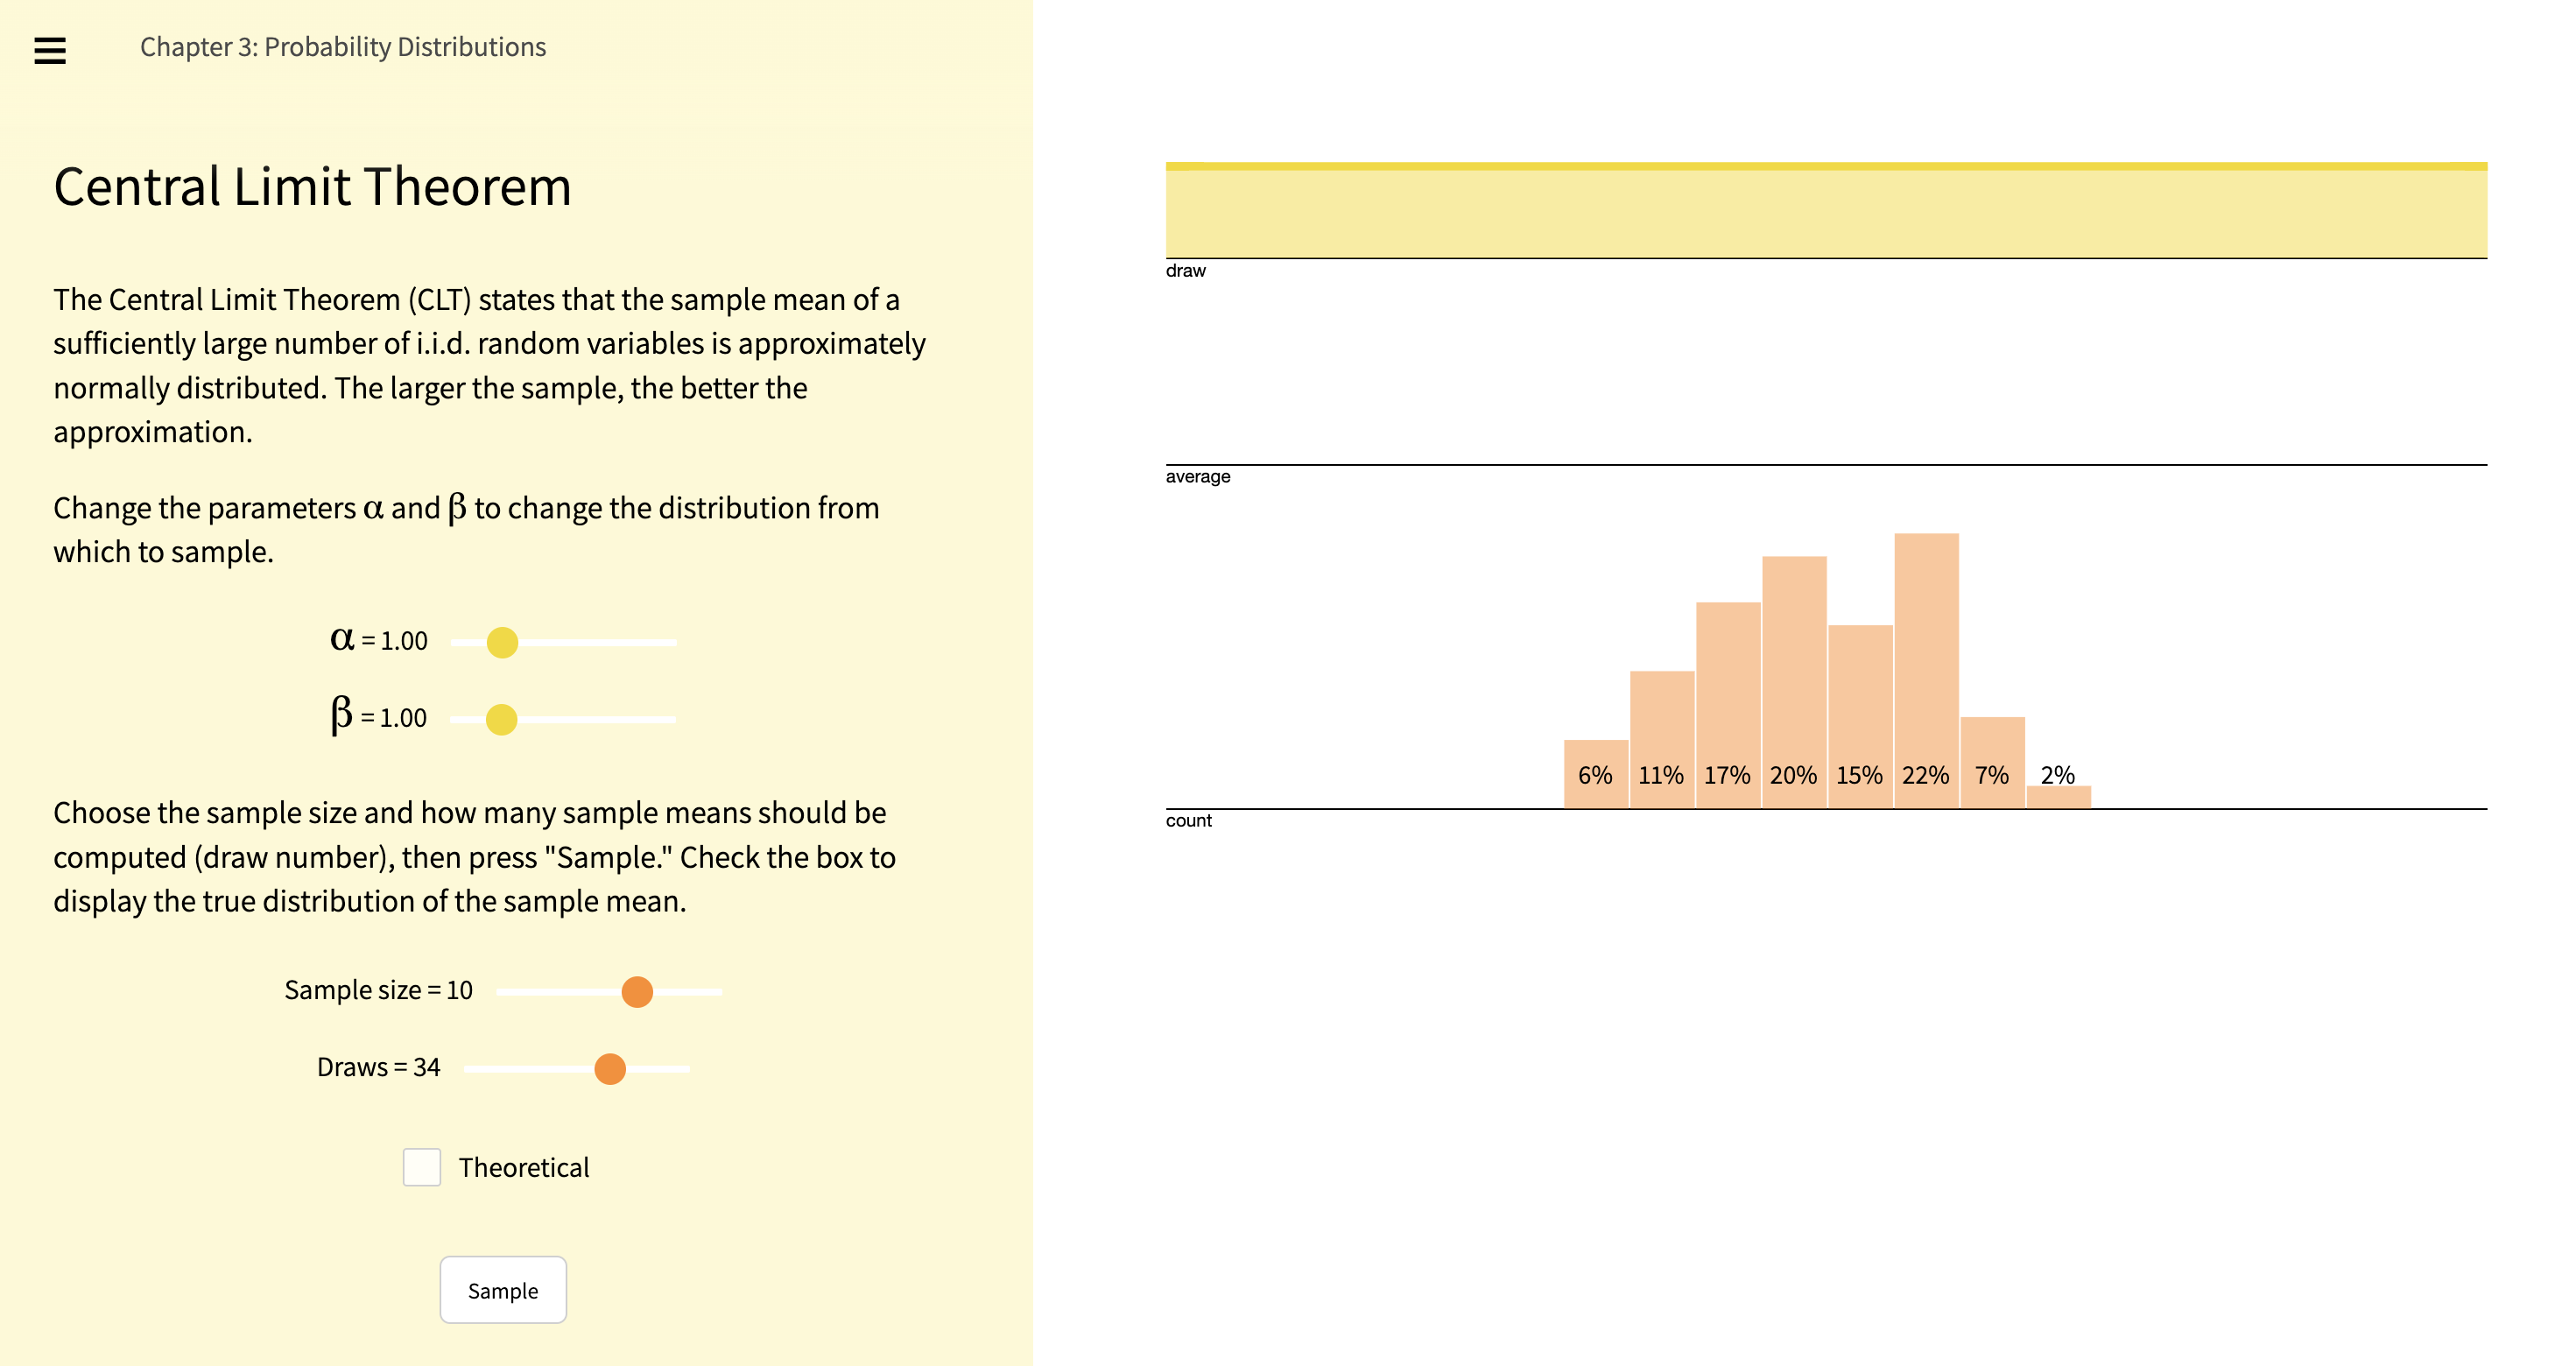 Chapter 3: Probability Distributions
Central Limit Theorem
The Central Limit Theorem (CLT) states that the sample mean of a
sufficiently large number of i.i.d. random variables is approximately
normally distributed. The larger the sample, the better the
approximation.
Change the parameters α and β to change the distribution from
which to sample.
α = 1.00
β = 1.00
Choose the sample size and how many sample means should be
computed (draw number), then press "Sample." Check the box to
display the true distribution of the sample mean.
Sample size = 10
Draws = 34
Theoretical
Sample
draw
average
6% 11% 17% 20% 15% 22% 7% 2%
count